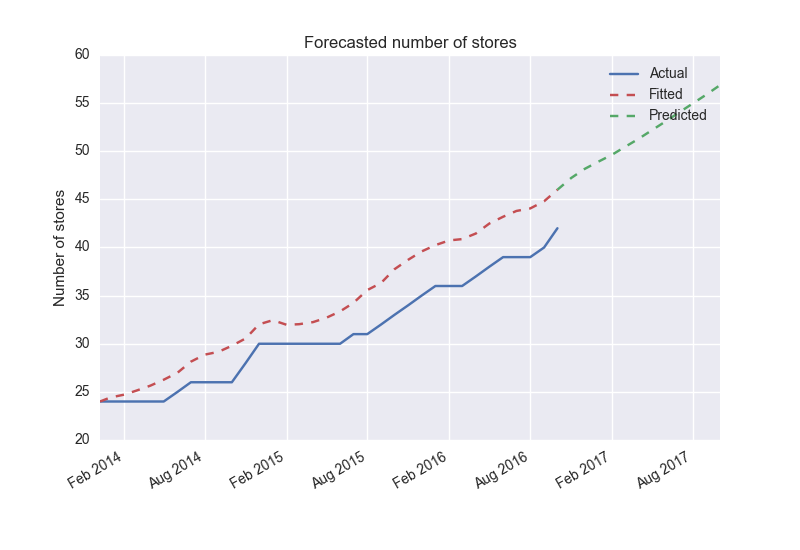 Forecasted number of stores
60
55
50
45
40
35
30
25
20
Number of stores
Actual
Fitted
Predicted
Feb 2014
Aug 2014
Feb 2015
Aug 2015
Feb 2016
Aug 2016
Feb 2017
Aug 2017